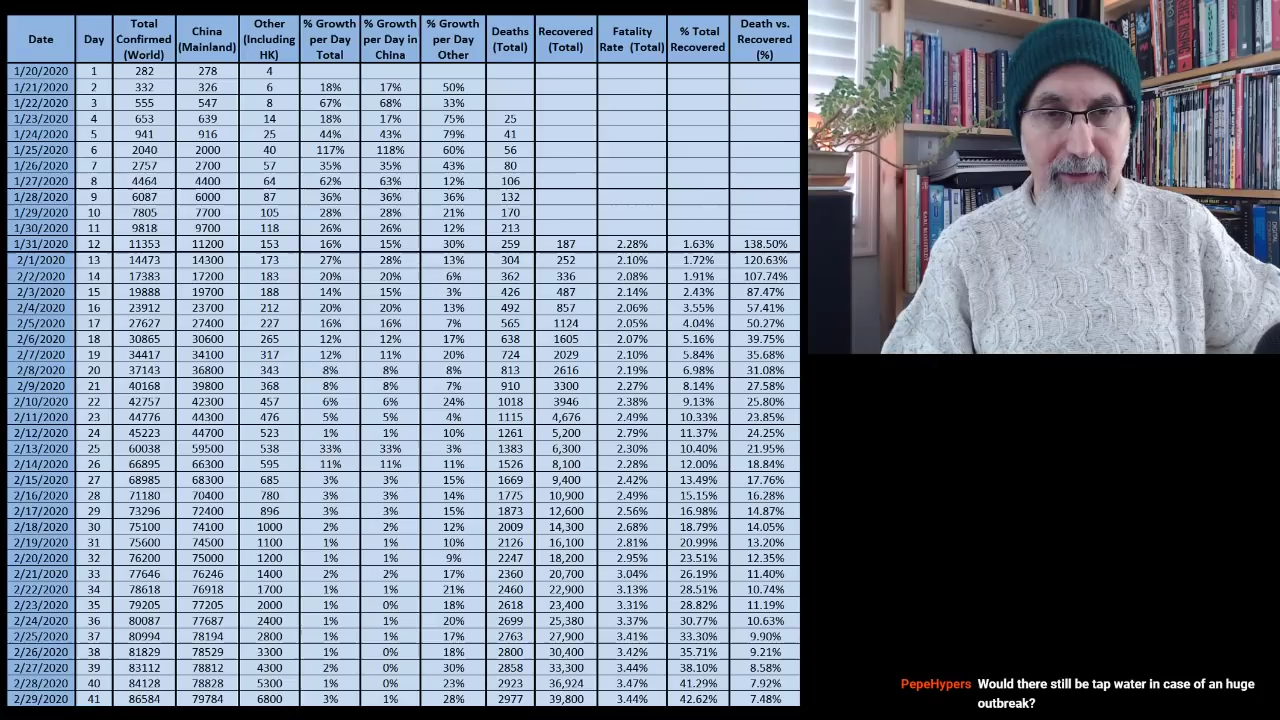 Date Day Total Confirmed (World) China (Mainland) Other (Including HK) % Growth per Day Total % Growth per Day in China % Growth per Day Other Deaths (Total) Recovered (Total) Fatality Rate (Total) % Total Recovered Death vs. Recovered (%)
1/20/2020 1 282 278 4
1/21/2020 2 332 326 6 18% 17% 50%
1/22/2020 3 555 547 8 67% 68% 33%
1/23/2020 4 653 639 14 18% 17% 75% 25
1/24/2020 5 941 916 25 44% 43% 79% 41
1/25/2020 6 2040 2000 40 117% 118% 60% 56
1/26/2020 7 2757 2700 57 35% 35% 43% 80
1/27/2020 8 4464 4400 64 62% 63% 12% 106
1/28/2020 9 6087 6000 87 36% 36% 36% 132
1/29/2020 10 7805 7700 105 28% 28% 21% 170
1/30/2020 11 9818 9700 118 26% 26% 12% 213
1/31/2020 12 11353 11200 153 16% 15% 30% 259 187 2.28% 1.63% 138.50%
2/1/2020 13 14473 14300 173 27% 28% 13% 304 252 2.10% 1.72% 120.63%
2/2/2020 14 17383 17200 183 20% 20% 6% 362 336 2.08% 1.91% 107.74%
2/3/2020 15 19888 19700 188 14% 15% 3% 426 487 2.14% 2.43% 87.47%
2/4/2020 16 23912 23700 212 20% 20% 13% 492 857 2.06% 3.55% 57.41%
2/5/2020 17 27627 27400 227 16% 16% 7% 565 1124 2.05% 4.04% 50.27%
2/6/2020 18 30865 30600 265 12% 12% 17% 638 1605 2.07% 5.16% 39.75%
2/7/2020 19 34417 34100 317 12% 11% 20% 724 2029 2.10% 5.84% 35.68%
2/8/2020 20 37143 36800 343 8% 8% 8% 813 2616 2.19% 6.98% 31.08%
2/9/2020 21 40168 39800 368 8% 8% 7% 910 3300 2.27% 8.14% 27.58%
2/10/2020 22 42757 42300 457 6% 6% 24% 1018 3946 2.38% 9.13% 25.80%
2/11/2020 23 44776 44300 476 5% 5% 4% 1115 4,676 2.49% 10.33% 23.85%
2/12/2020 24 45223 44700 523 1% 1% 10% 1261 5,200 2.79% 11.37% 24.25%
2/13/2020 25 60038 59500 538 33% 33% 3% 1383 6,300 2.30% 10.40% 21.95%
2/14/2020 26 66895 66300 595 11% 11% 11% 1526 8,100 2.28% 12.00% 18.84%
2/15/2020 27 68985 68300 685 3% 3% 15% 1669 9,400 2.42% 13.49% 17.76%
2/16/2020 28 71180 70400 780 3% 3% 14% 1775 10,900 2.49% 15.15% 16.28%
2/17/2020 29 73296 72400 896 3% 3% 15% 1873 12,600 2.56% 16.98% 14.87%
2/18/2020 30 75100 74100 1000 2% 2% 12% 2009 14,300 2.68% 18.79% 14.05%
2/19/2020 31 75600 74500 1100 1% 1% 10% 2126 16,100 2.81% 20.99% 13.20%
2/20/2020 32 76200 75000 1200 1% 1% 9% 2247 18,200 2.95% 23.51% 12.35%
2/21/2020 33 77646 76246 1400 2% 2% 17% 2360 20,700 3.04% 26.19% 11.40%
2/22/2020 34 78618 76918 1700 1% 1% 21% 2460 22,900 3.13% 28.51% 10.74%
2/23/2020 35 79205 77205 2000 1% 0% 18% 2618 23,400 3.31% 28.82% 11.19%
2/24/2020 36 80087 77687 2400 1% 1% 20% 2699 25,380 3.37% 30.77% 10.63%
2/25/2020 37 80994 78194 2800 1% 1% 17% 2763 27,900 3.41% 33.30% 9.90%
2/26/2020 38 81829 78529 3300 1% 0% 18% 2800 30,400 3.42% 35.71% 9.21%
2/27/2020 39 83112 78812 4300 2% 0% 30% 2858 33,300 3.44% 38.10% 8.58%
2/28/2020 40 84128 78828 5300 1% 0% 23% 2923 36,924 3.47% 41.29% 7.92%
2/29/2020 41 86584 79784 6800 3% 1% 28% 2977 39,800 3.44% 42.62% 7.48%
PepeHypers Would there still be tap water in case of an huge
outbreak?